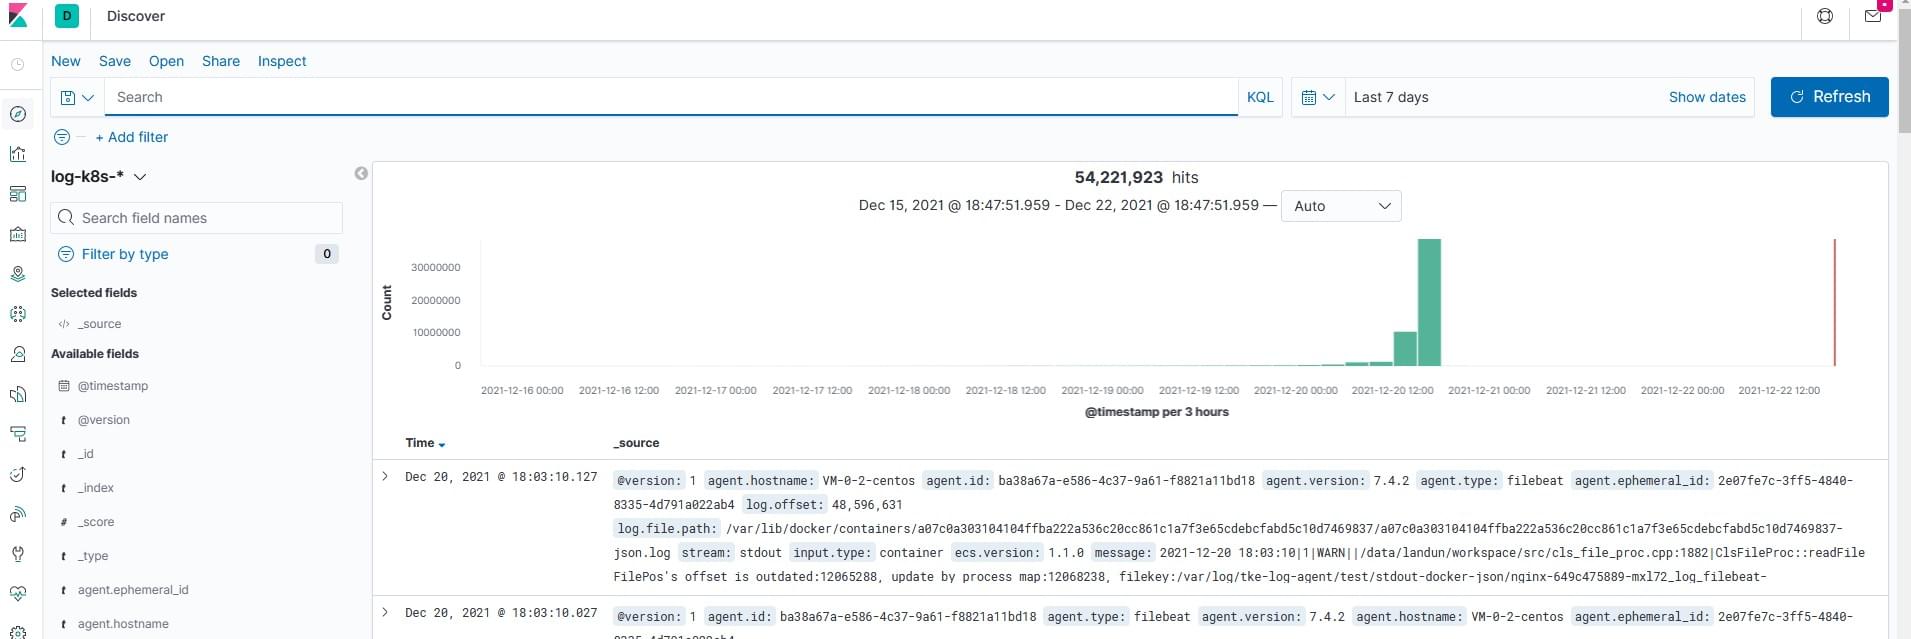 D Discover
New Save Open Share Inspect
Search KQL Last 7 days Show dates Refresh
+ Add filter
log-k8s-*
Search field names
Filter by type 0
Selected fields
</> _source
Available fields
@timestamp
t @version
t _id
t _index
# _score
t _type
t agent.ephemeral_id
t agent.hostname
54,221,923 hits
Dec 15, 2021 @ 18:47:51.959 - Dec 22, 2021 @ 18:47:51.959 — Auto
Count
30000000
20000000
10000000
0
2021-12-16 00:00 2021-12-16 12:00 2021-12-17 00:00 2021-12-17 12:00 2021-12-18 00:00 2021-12-18 12:00 2021-12-19 00:00 2021-12-19 12:00 2021-12-20 00:00 2021-12-20 12:00 2021-12-21 00:00 2021-12-21 12:00 2021-12-22 00:00 2021-12-22 12:00
@timestamp per 3 hours
Time _source
Dec 20, 2021 @ 18:03:10.127 @version: 1 agent.hostname: VM-0-2-centos agent.id: ba38a67a-e586-4c37-9a61-f8821a11bd18 agent.version: 7.4.2 agent.type: filebeat agent.ephemeral_id: 2e07fe7c-3ff5-4840-
8335-4d791a022ab4 log.offset: 48,596,631
log.file.path: /var/lib/docker/containers/a07c0a303104104ffba222a536c20cc861c1a7f3e65cdebcfabd5c10d7469837/a07c0a303104104ffba222a536c20cc861c1a7f3e65cdebcfabd5c10d7469837-
json.log stream: stdout input.type: container ecs.version: 1.1.0 message: 2021-12-20 18:03:10|1|WARN||/data/landun/workspace/src/cls_file_proc.cpp:1882|ClsFileProc::readFile
FilePos's offset is outdated:12065288, update by process map:12068238, filekey:/var/log/tke-log-agent/test/stdout-docker-json/nginx-649c475889-mxl72_log_filebeat-
Dec 20, 2021 @ 18:03:10.027 @version: 1 agent.id: ba38a67a-e586-4c37-9a61-f8821a11bd18 agent.type: filebeat agent.version: 7.4.2 agent.hostname: VM-0-2-centos agent.ephemeral_id: 2e07fe7c-3ff5-4840-